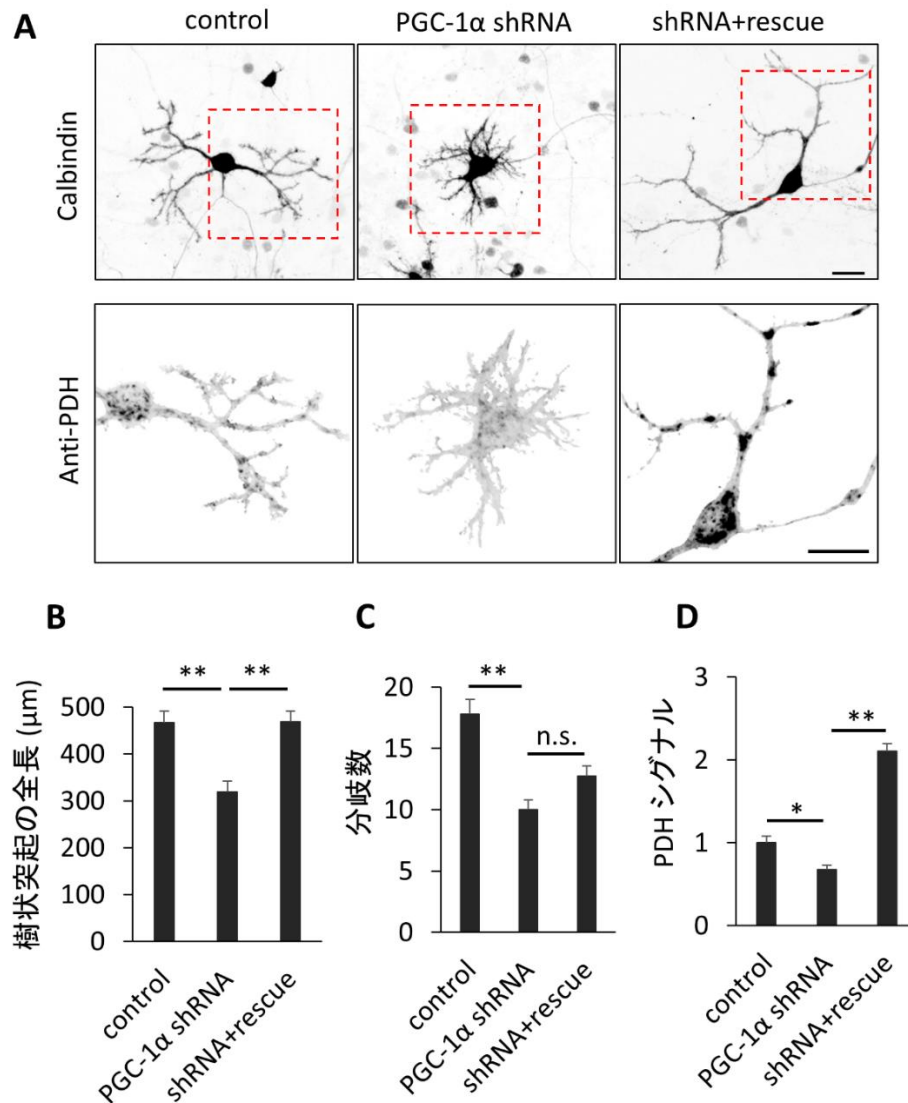 A
control
PGC-1α shRNA
shRNA+rescue
Calbindin
Anti-PDH
B
樹状突起の全長 (μm)
500
400
300
200
400
0
** **
control
PGC-1α shRNA
shRNA+rescue
C
分岐数
20
15
10
5
0
**
n.s.
control
PGC-1α shRNA
shRNA+rescue
D
PDH シグナル
3
2
1
0
*
**
control
PGC-1α shRNA
shRNA+rescue